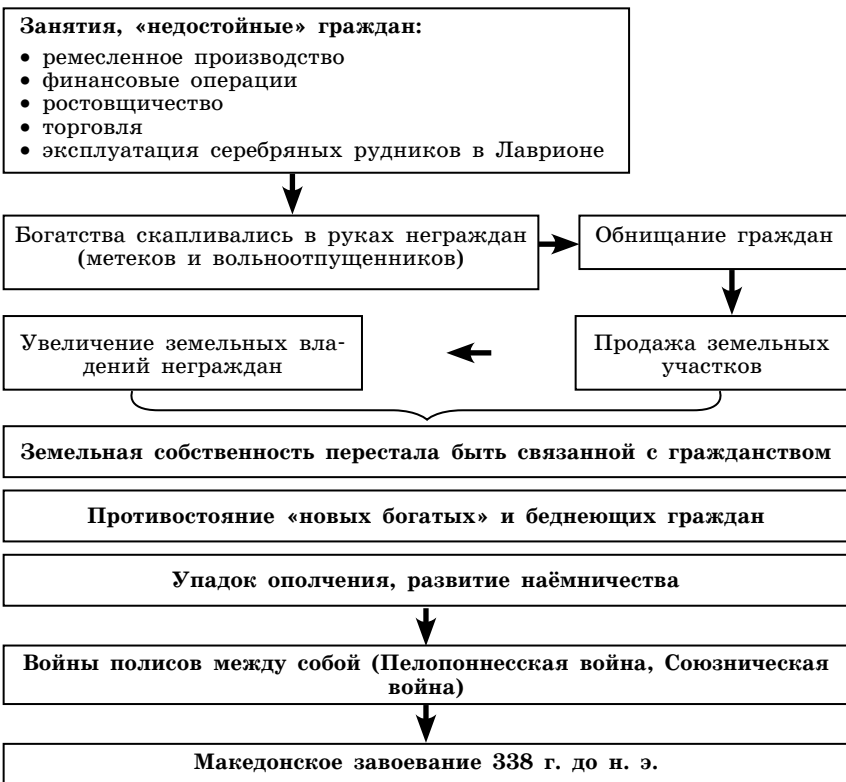 Занятия, «недостойные» граждан:
• ремесленное производство
• финансовые операции
• ростовщичество
• торговля
• эксплуатация серебряных рудников в Лаврионе
Богатства скапливались в руках неграждан
(метеков и вольноотпущенников)
Обнищание граждан
Продажа земельных
участков
Увеличение земельных вла-
дений неграждан
Земельная собственность перестала быть связанной с гражданством
Противостояние «новых богатых» и беднеющих граждан
Упадок ополчения, развитие наёмничества
Войны полисов между собой (Пелопоннесская война, Союзническая
война)
Македонское завоевание 338 г. до н. э.